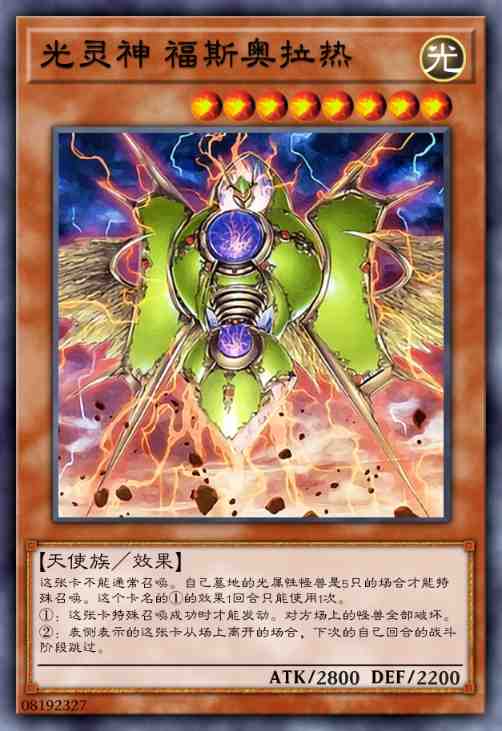 光灵神 福斯奥拉热
光
【天使族／效果】
这张卡不能通常召唤。自己墓地的光属性怪兽是5只的场合才能特
殊召唤。这个卡名的①的效果1回合只能使用1次。
①：这张卡特殊召唤成功时才能发动。对方场上的怪兽全部破坏。
②：表侧表示的这张卡从场上离开的场合，下次的自己回合的战斗
阶段跳过。
ATK/2800 DEF/2200
08192327